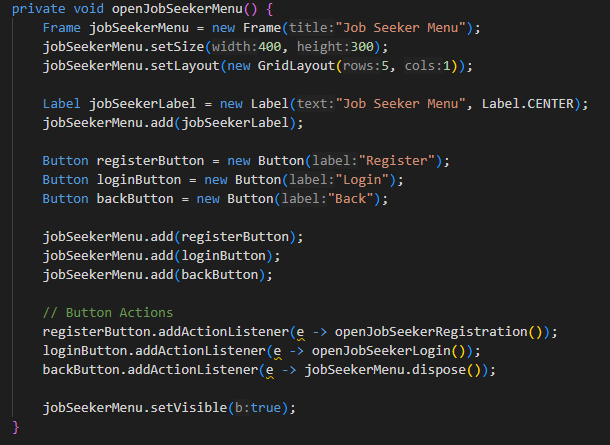 private void openJobSeekerMenu() {
    Frame jobSeekerMenu = new Frame(title:"Job Seeker Menu");
    jobSeekerMenu.setSize(width:400, height:300);
    jobSeekerMenu.setLayout(new GridLayout(rows:5, cols:1));

    Label jobSeekerLabel = new Label(text:"Job Seeker Menu", Label.CENTER);
    jobSeekerMenu.add(jobSeekerLabel);

    Button registerButton = new Button(label:"Register");
    Button loginButton = new Button(label:"Login");
    Button backButton = new Button(label:"Back");

    jobSeekerMenu.add(registerButton);
    jobSeekerMenu.add(loginButton);
    jobSeekerMenu.add(backButton);

    // Button Actions
    registerButton.addActionListener(e -> openJobSeekerRegistration());
    loginButton.addActionListener(e -> openJobSeekerLogin());
    backButton.addActionListener(e -> jobSeekerMenu.dispose());

    jobSeekerMenu.setVisible(b:true);
}